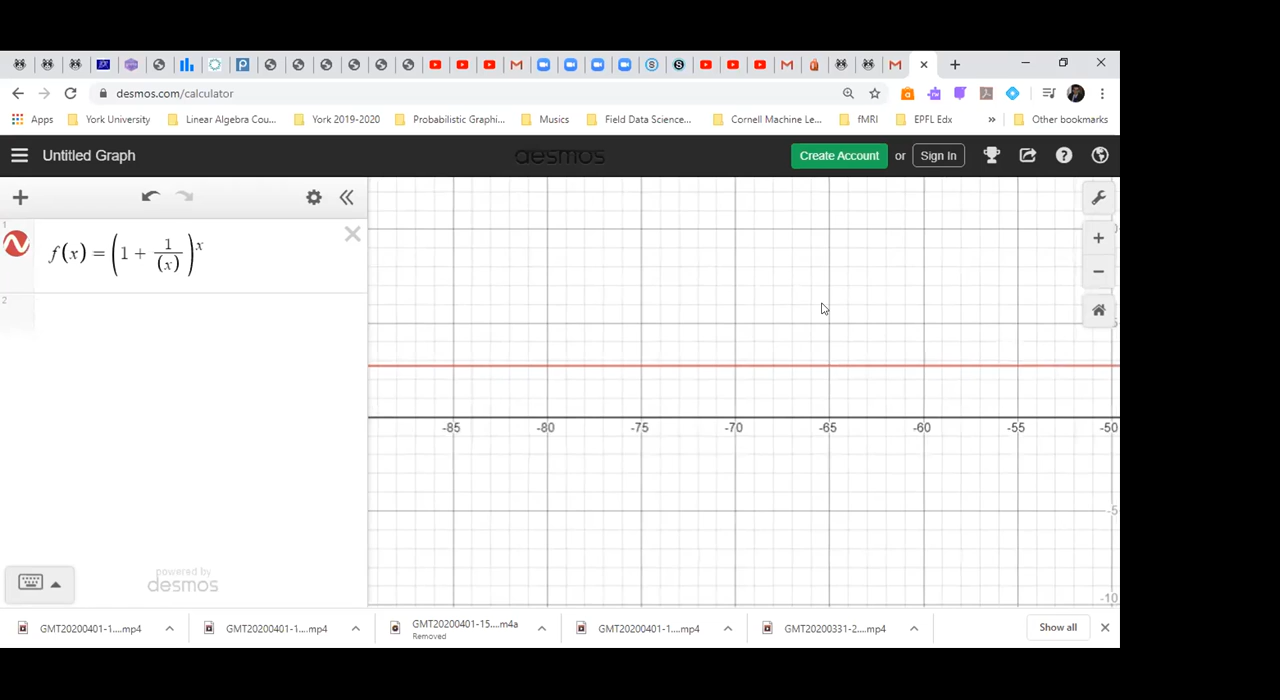 desmos.com/calculator
Apps York University Linear Algebra Cou... York 2019-2020 Probabilistic Graphi... Musics Field Data Science... Cornell Machine Le... fMRI EPFL Edx » Other bookmarks
Untitled Graph desmos Create Account or Sign In
1
f(x) = (1 + 1/(x))^x
2
5
-85 -80 -75 -70 -65 -60 -55 -50
-5
-10
powered by
desmos
GMT20200401-1....mp4 GMT20200401-1....mp4 GMT20200401-15....m4a GMT20200401-1....mp4 GMT20200331-2....mp4 Show all
Removed